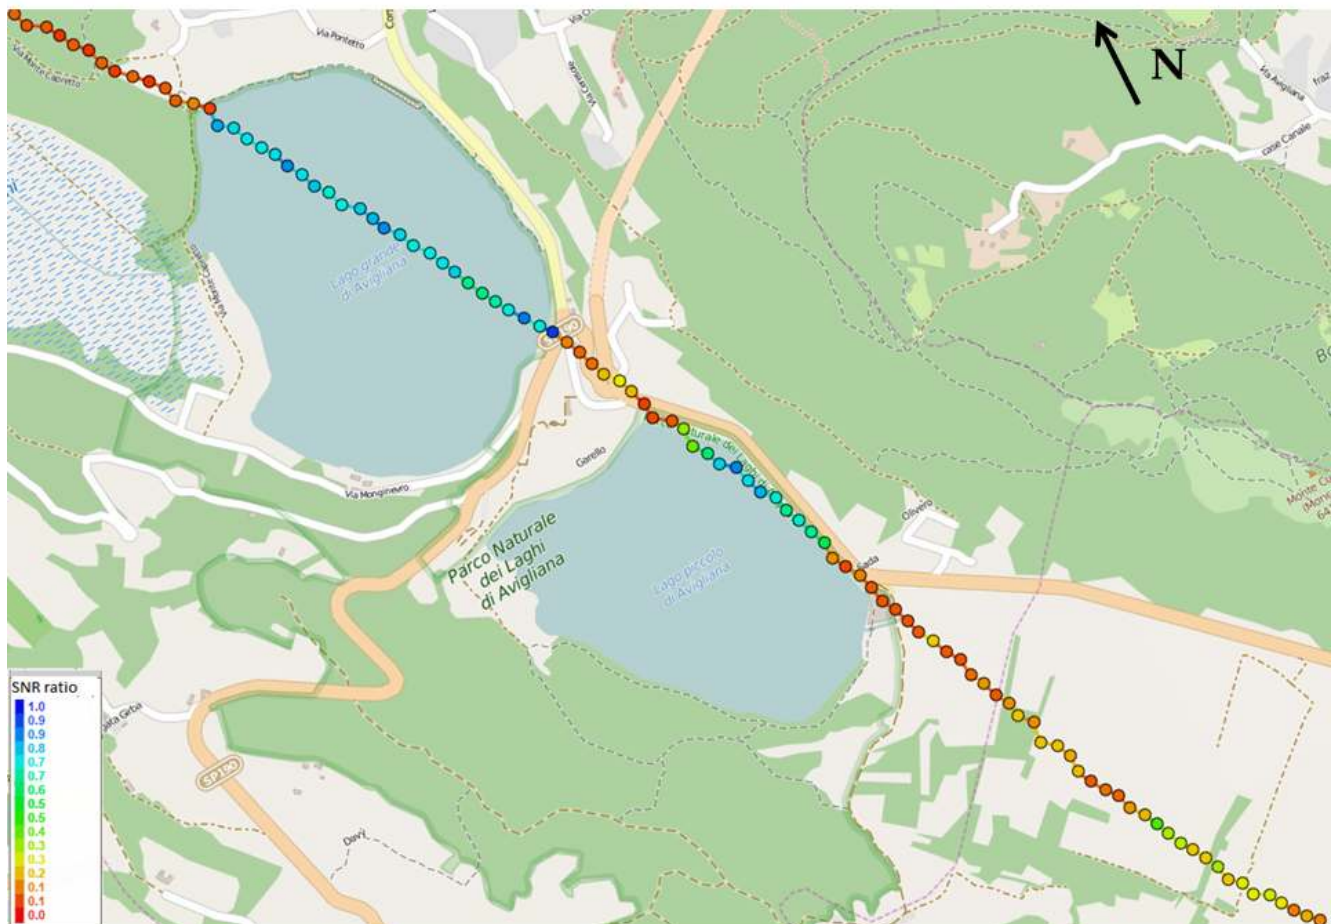 Via Pontetto
Via Monte Capretto
N
Via Avigliana
fraz
case Canale
Lago grande
di Avigliana
Garello
Via Monginevro
Olivero
Sada
Parco Naturale
dei Laghi
di Avigliana
Lago piccolo
di Avigliana
SP190
Davì
SNR ratio
1.0
0.9
0.9
0.8
0.7
0.7
0.6
0.5
0.4
0.3
0.3
0.2
0.1
0.1
0.0